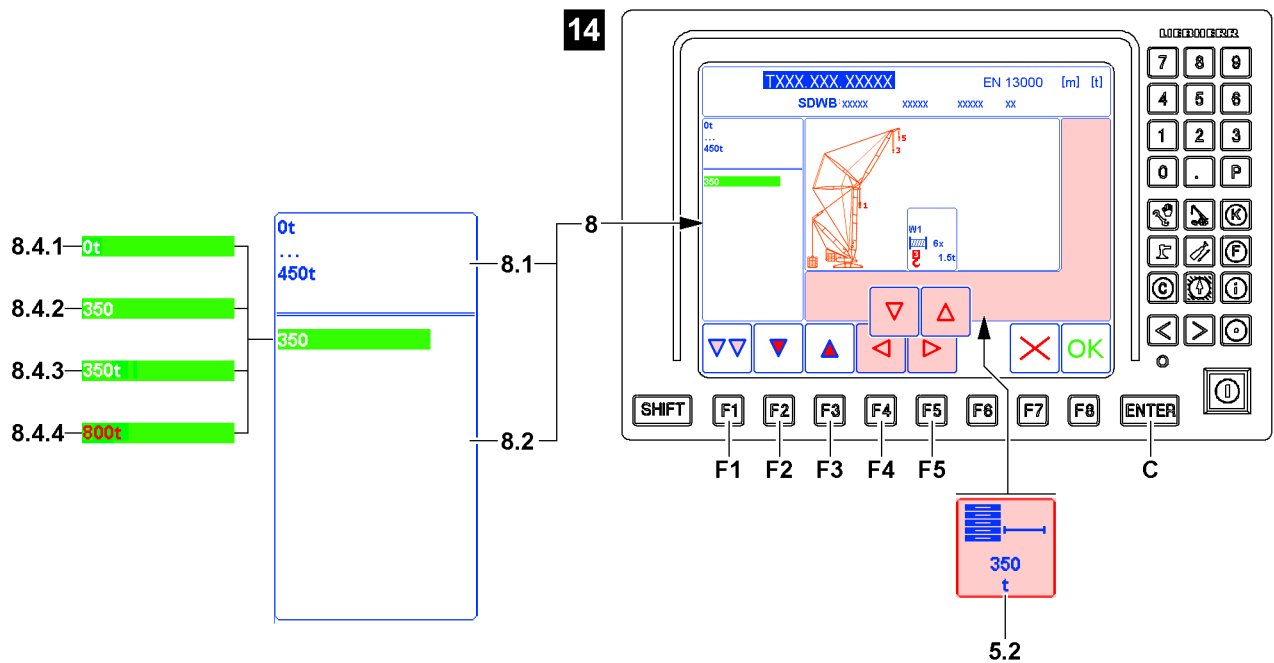 14
LIEBHERR
TXXX.XXX.XXXXX
EN 13000 [m] [t]
SDWB xxxxx xxxxx xxxxx xx
0t
...
450t
350
5
3
1
W1
6x
1.5t
OK
7 8 9
4 5 6
1 2 3
0 . P
K
F
C i
SHIFT F1 F2 F3 F4 F5 F6 F7 F8 ENTER
F1 F2 F3 F4 F5 C
8.4.1 0t
8.4.2 350
8.4.3 350t
8.4.4 800t
0t
...
450t
350
8.1
8
8.2
350
t
5.2